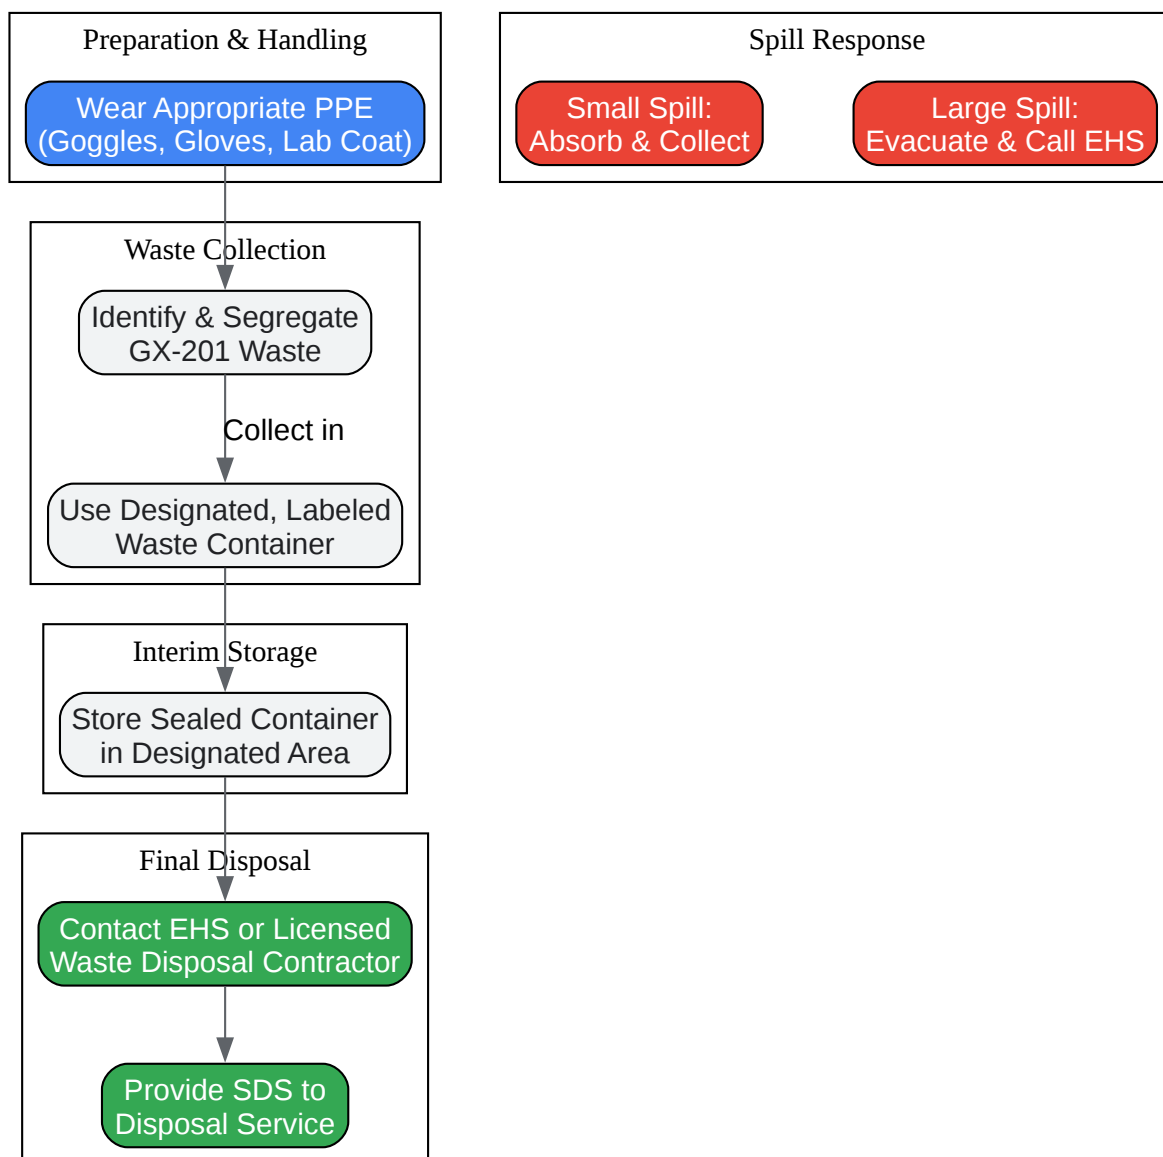 Preparation & Handling
Wear Appropriate PPE
(Goggles, Gloves, Lab Coat)
Spill Response
Small Spill:
Absorb & Collect
Large Spill:
Evacuate & Call EHS
Waste Collection
Identify & Segregate
GX-201 Waste
Collect in
Use Designated, Labeled
Waste Container
Interim Storage
Store Sealed Container
in Designated Area
Final Disposal
Contact EHS or Licensed
Waste Disposal Contractor
Provide SDS to
Disposal Service